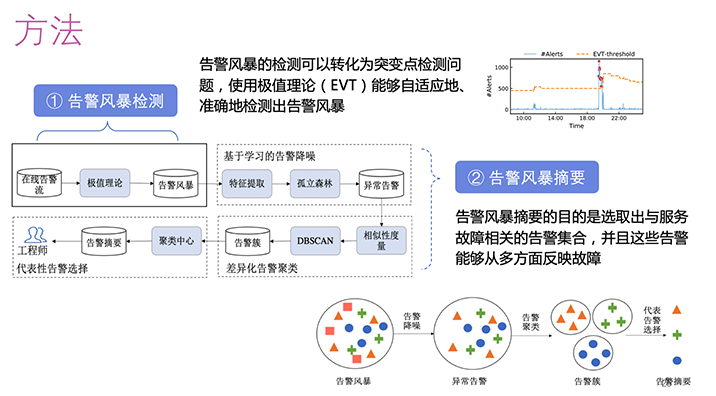 方法
告警风暴的检测可以转化为突变点检测问
题，使用极值理论（EVT）能够自适应地、
准确地检测出告警风暴
#Alerts
EVT-threshold
#Alerts
1000
500
0
10:00
14:00
18:00
22:00
Time
① 告警风暴检测
在线告警
流
极值理论
告警风暴
基于学习的告警降噪
特征提取
孤立森林
异常告警
② 告警风暴摘要
告警风暴摘要的目的是选取出与服务
故障相关的告警集合，并且这些告警
能够从多方面反映故障
工程师
告警摘要
聚类中心
代表性告警选择
告警簇
DBSCAN
相似性度
量
差异化告警聚类
告警
降噪
告警
聚类
代表
告警
选择
告警风暴
异常告警
告警簇
告警摘要